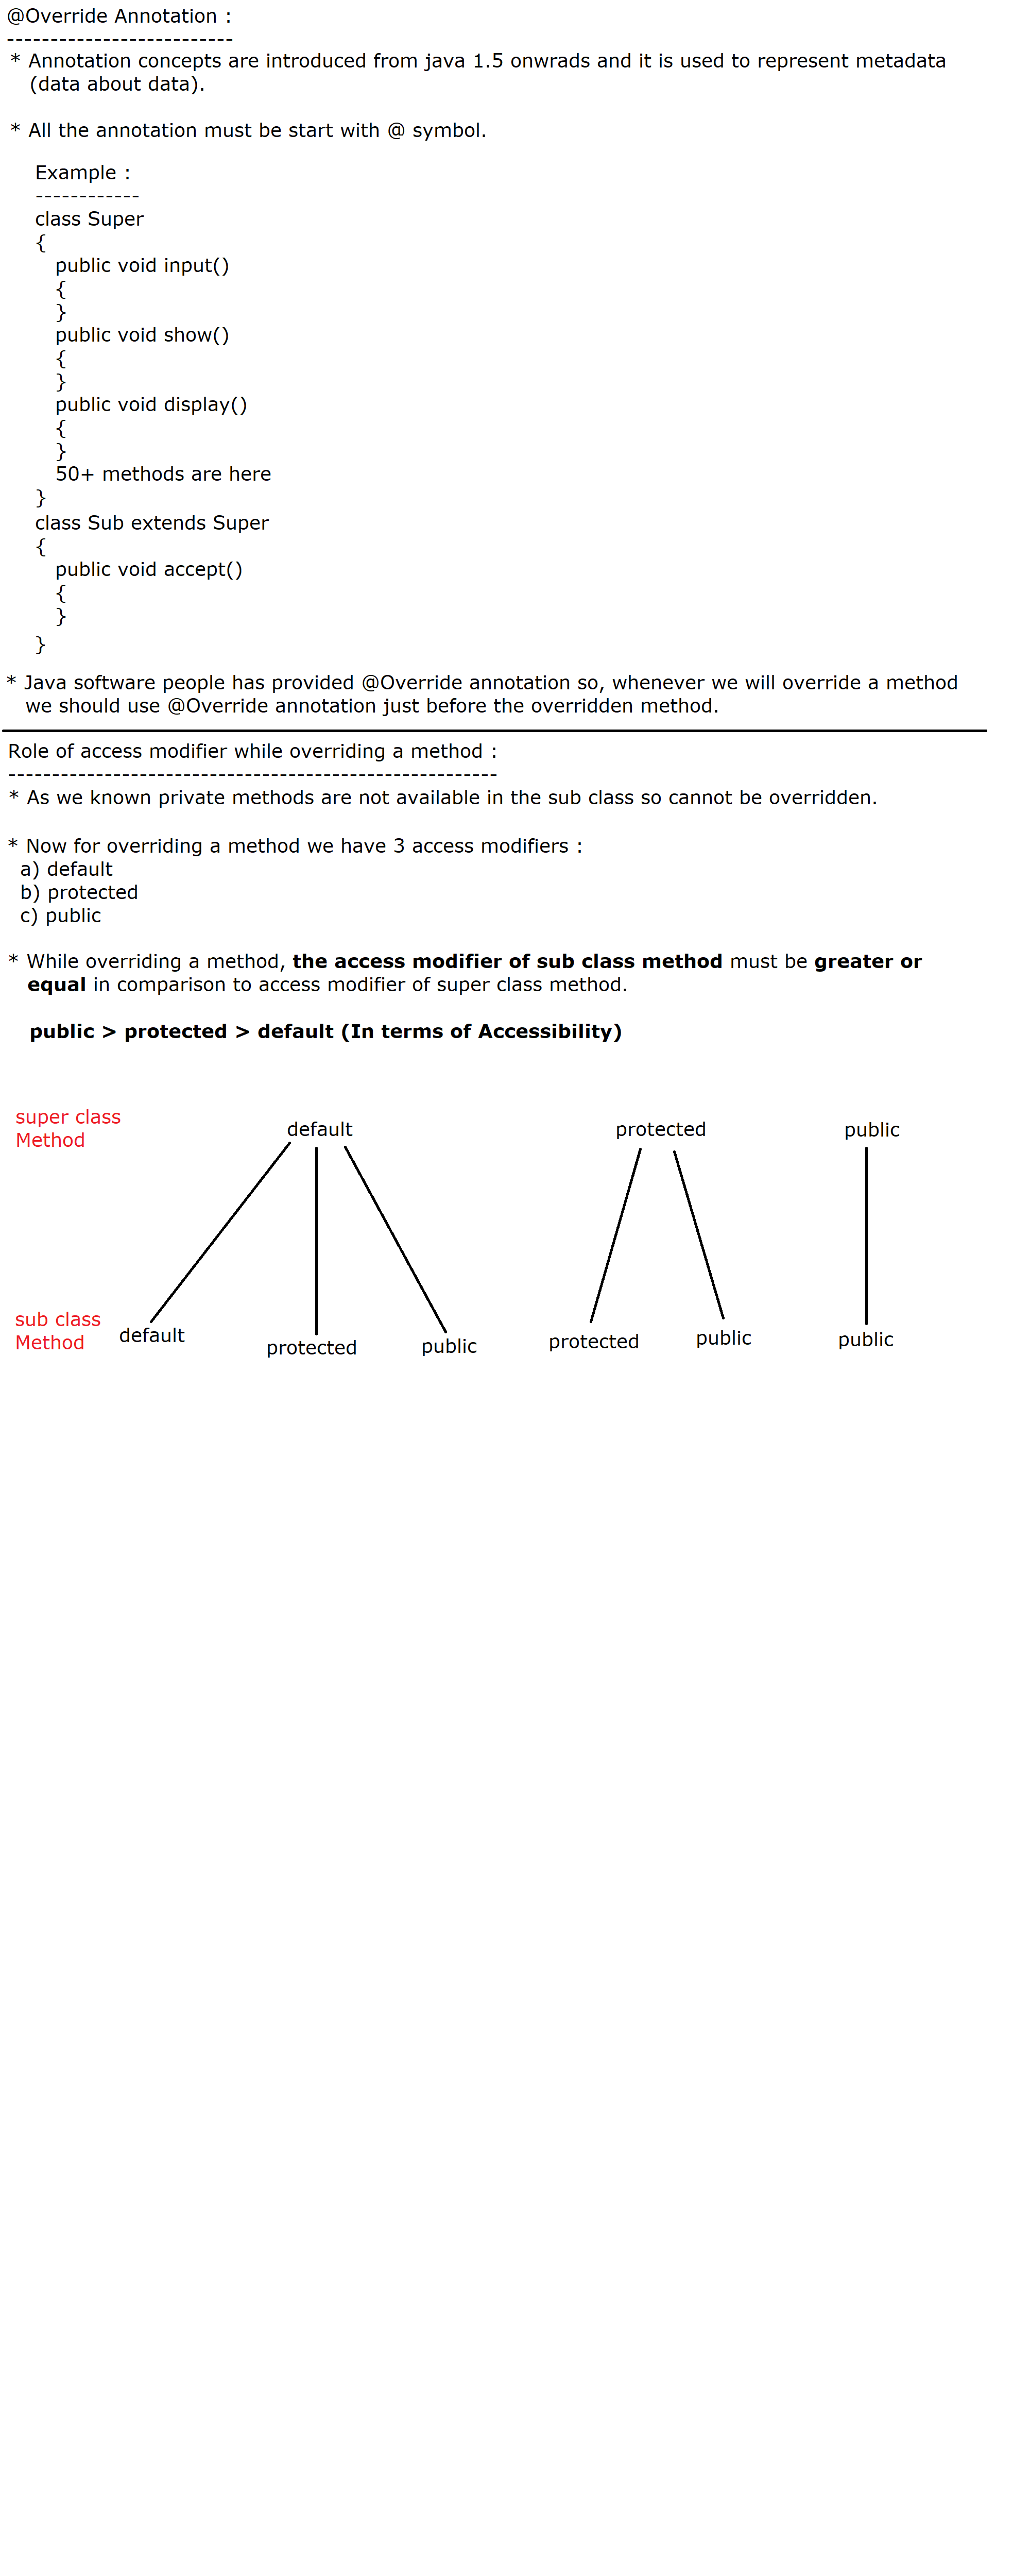 @Override Annotation :
--------------------------
* Annotation concepts are introduced from java 1.5 onwrads and it is used to represent metadata
(data about data).
* All the annotation must be start with @ symbol.
Example :
------------
class Super
{
public void input()
{
}
public void show()
{
}
public void display()
{
}
50+ methods are here
}
class Sub extends Super
{
public void accept()
{
}
}
* Java software people has provided @Override annotation so, whenever we will override a method
we should use @Override annotation just before the overridden method.
Role of access modifier while overriding a method :
--------------------------------------------------------
* As we known private methods are not available in the sub class so cannot be overridden.
* Now for overriding a method we have 3 access modifiers :
a) default
b) protected
c) public
* While overriding a method, the access modifier of sub class method must be greater or
equal in comparison to access modifier of super class method.
public > protected > default (In terms of Accessibility)
super class
Method
default protected public
sub class
Method
default protected public protected public public